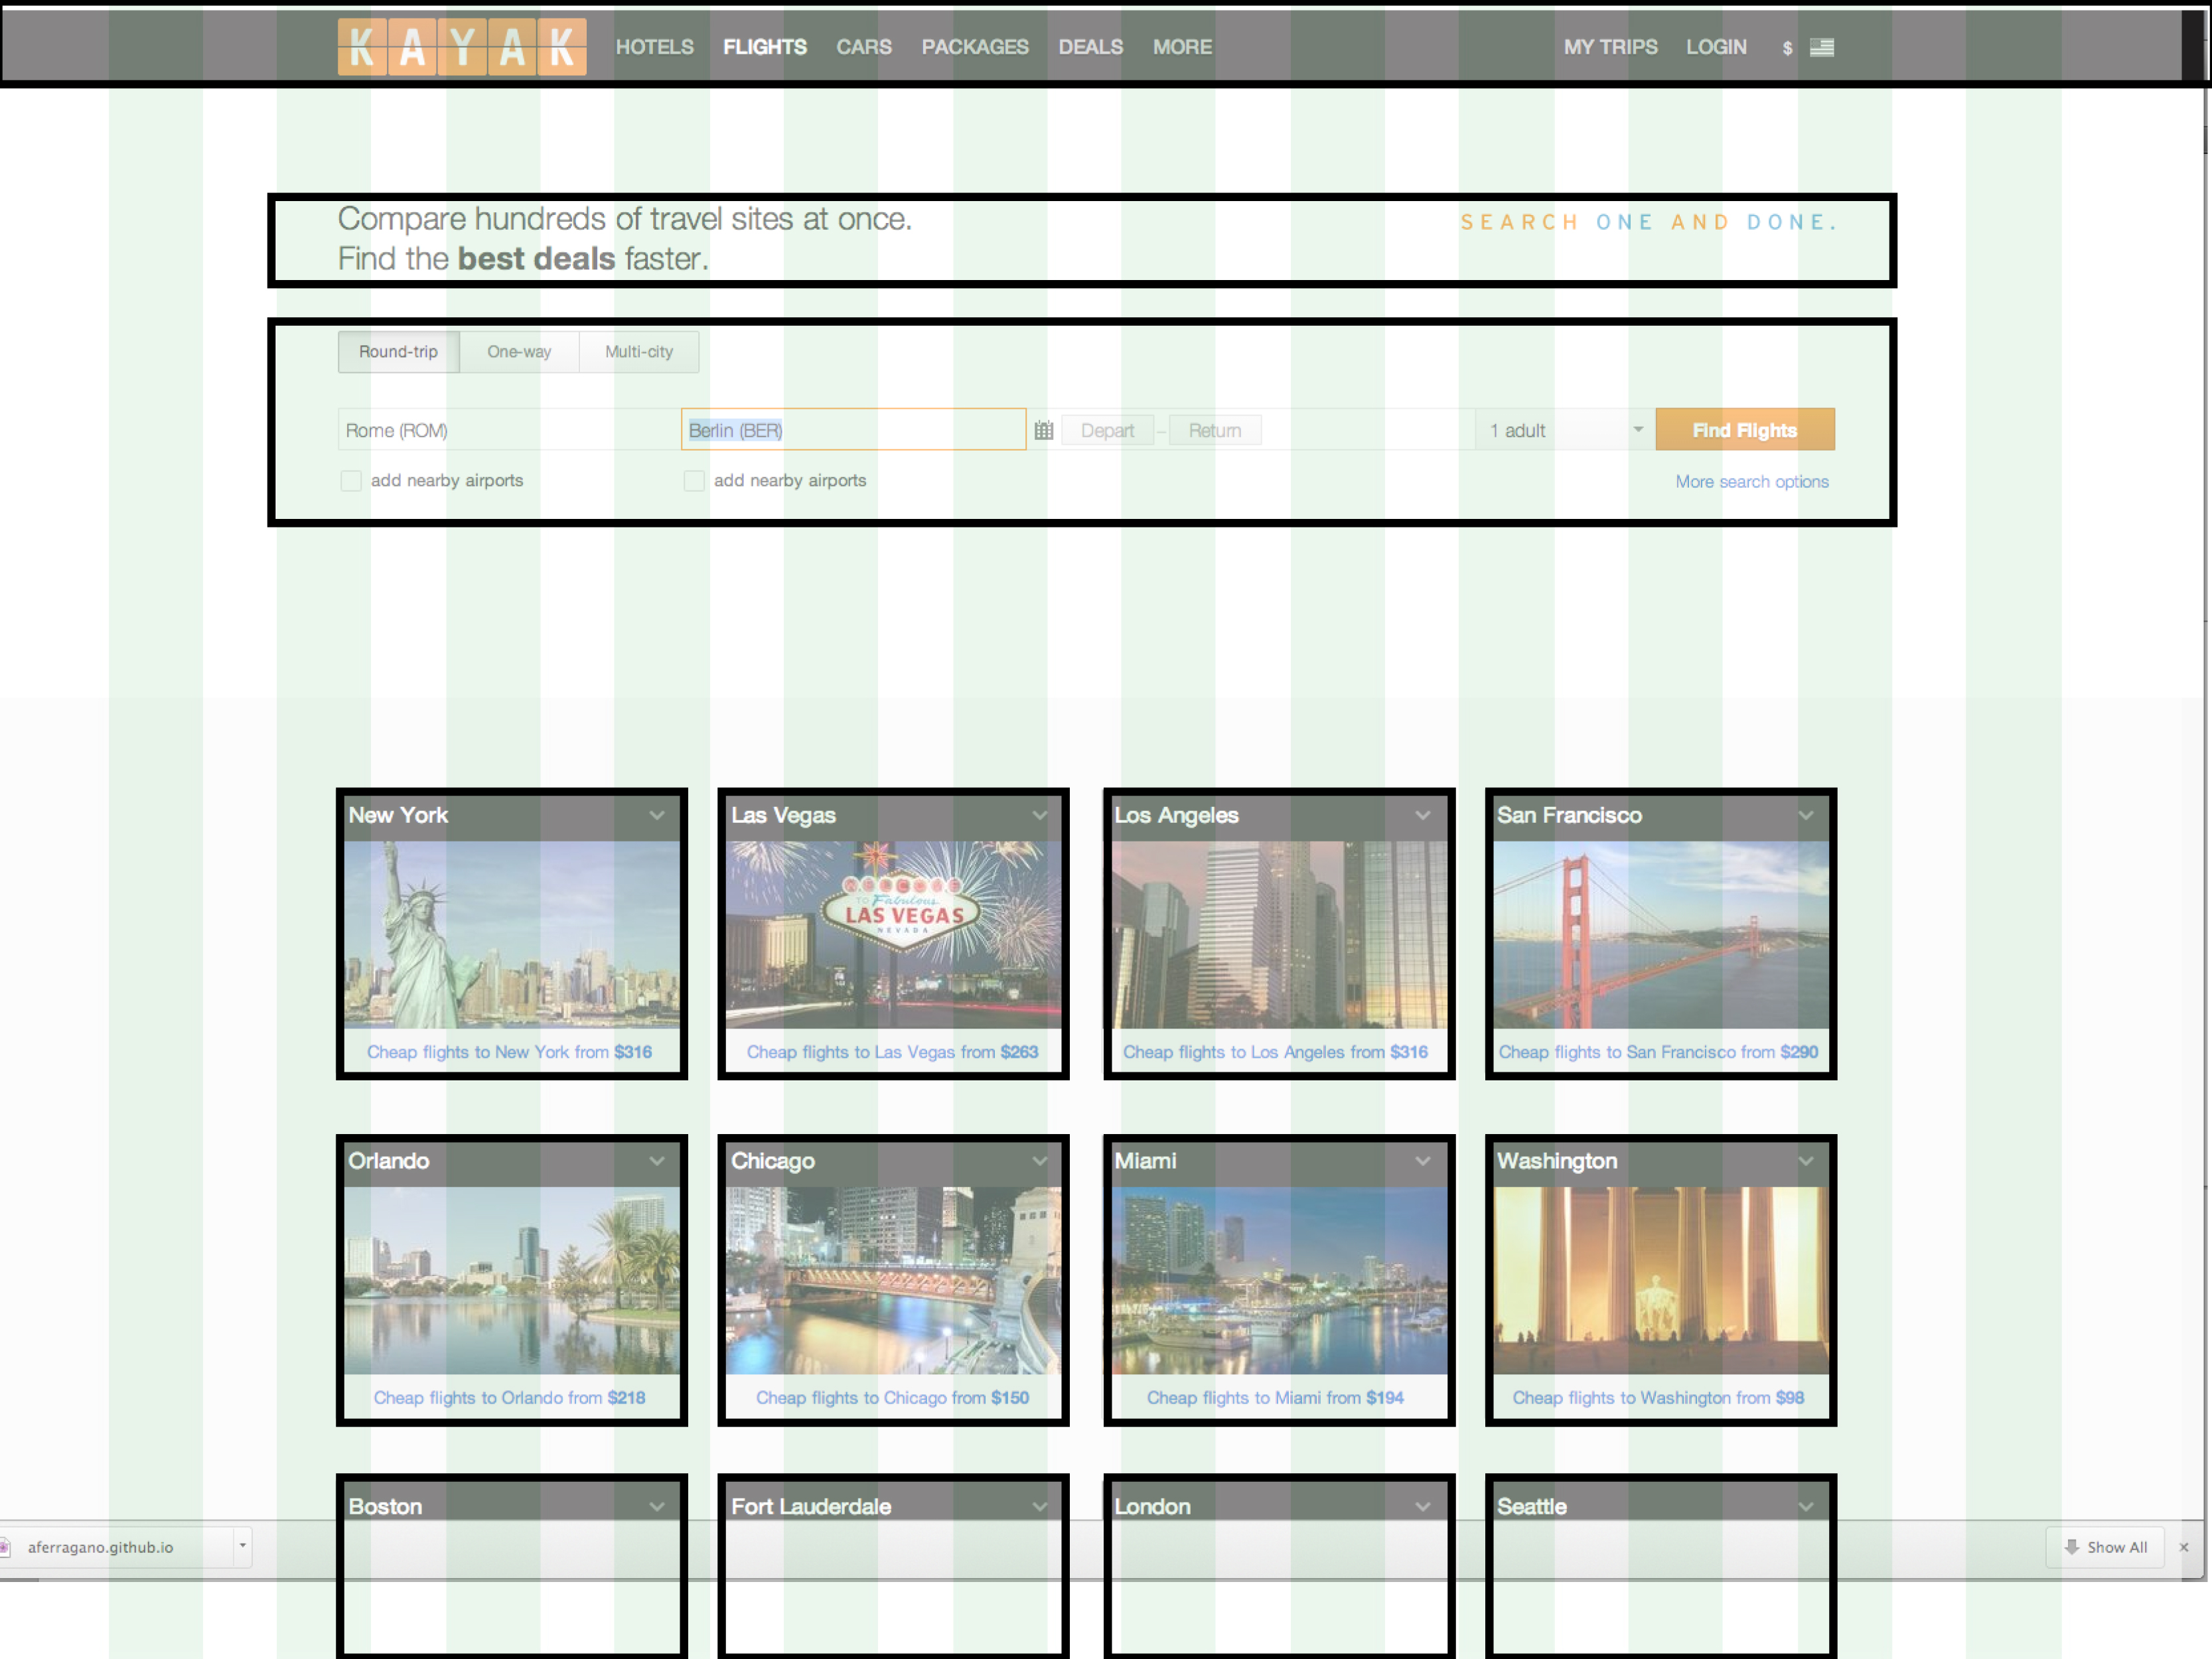 KAYAK HOTELS FLIGHTS CARS PACKAGES DEALS MORE MY TRIPS LOGIN $
Compare hundreds of travel sites at once. SEARCH ONE AND DONE.
Find the best deals faster.
Round-trip One-way Multi-city
Rome (ROM) Berlin (BER) Depart – Return 1 adult Find Flights
add nearby airports add nearby airports More search options
New York Las Vegas Los Angeles San Francisco
WELCOME
TO Fabulous
LAS VEGAS
NEVADA
Cheap flights to New York from $316 Cheap flights to Las Vegas from $263 Cheap flights to Los Angeles from $316 Cheap flights to San Francisco from $290
Orlando Chicago Miami Washington
Cheap flights to Orlando from $218 Cheap flights to Chicago from $150 Cheap flights to Miami from $194 Cheap flights to Washington from $98
Boston Fort Lauderdale London Seattle
aferragano.github.io Show All ×